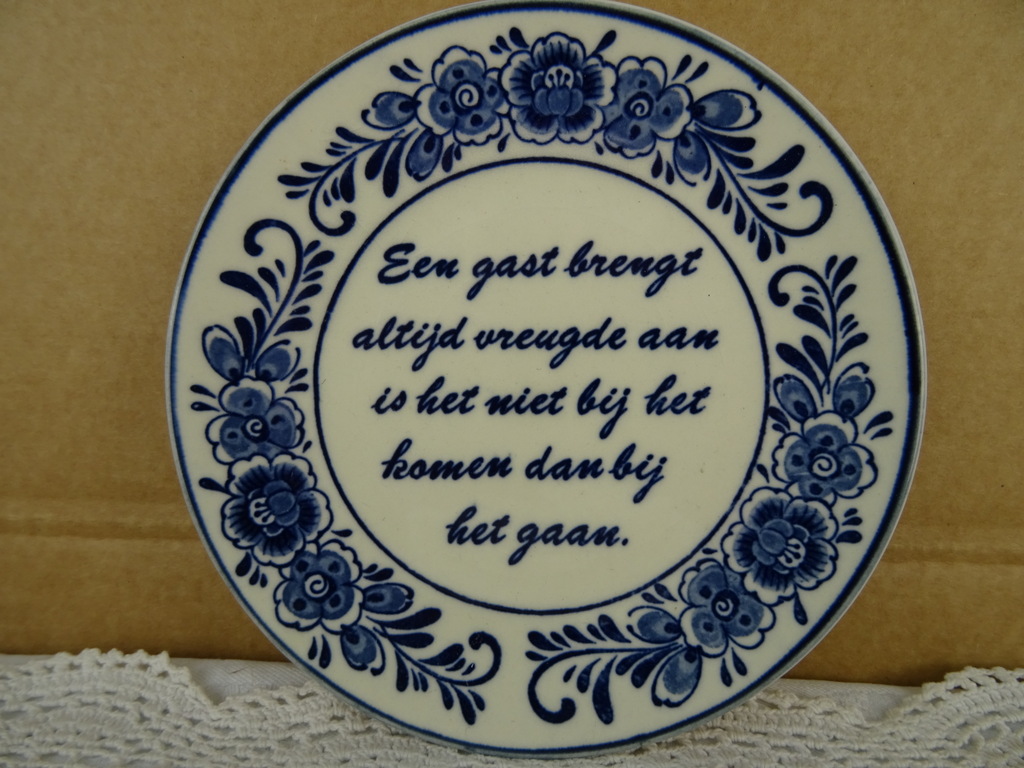 Een gast brengt
altijd vreugde aan
is het niet bij het
komen dan bij
het gaan.